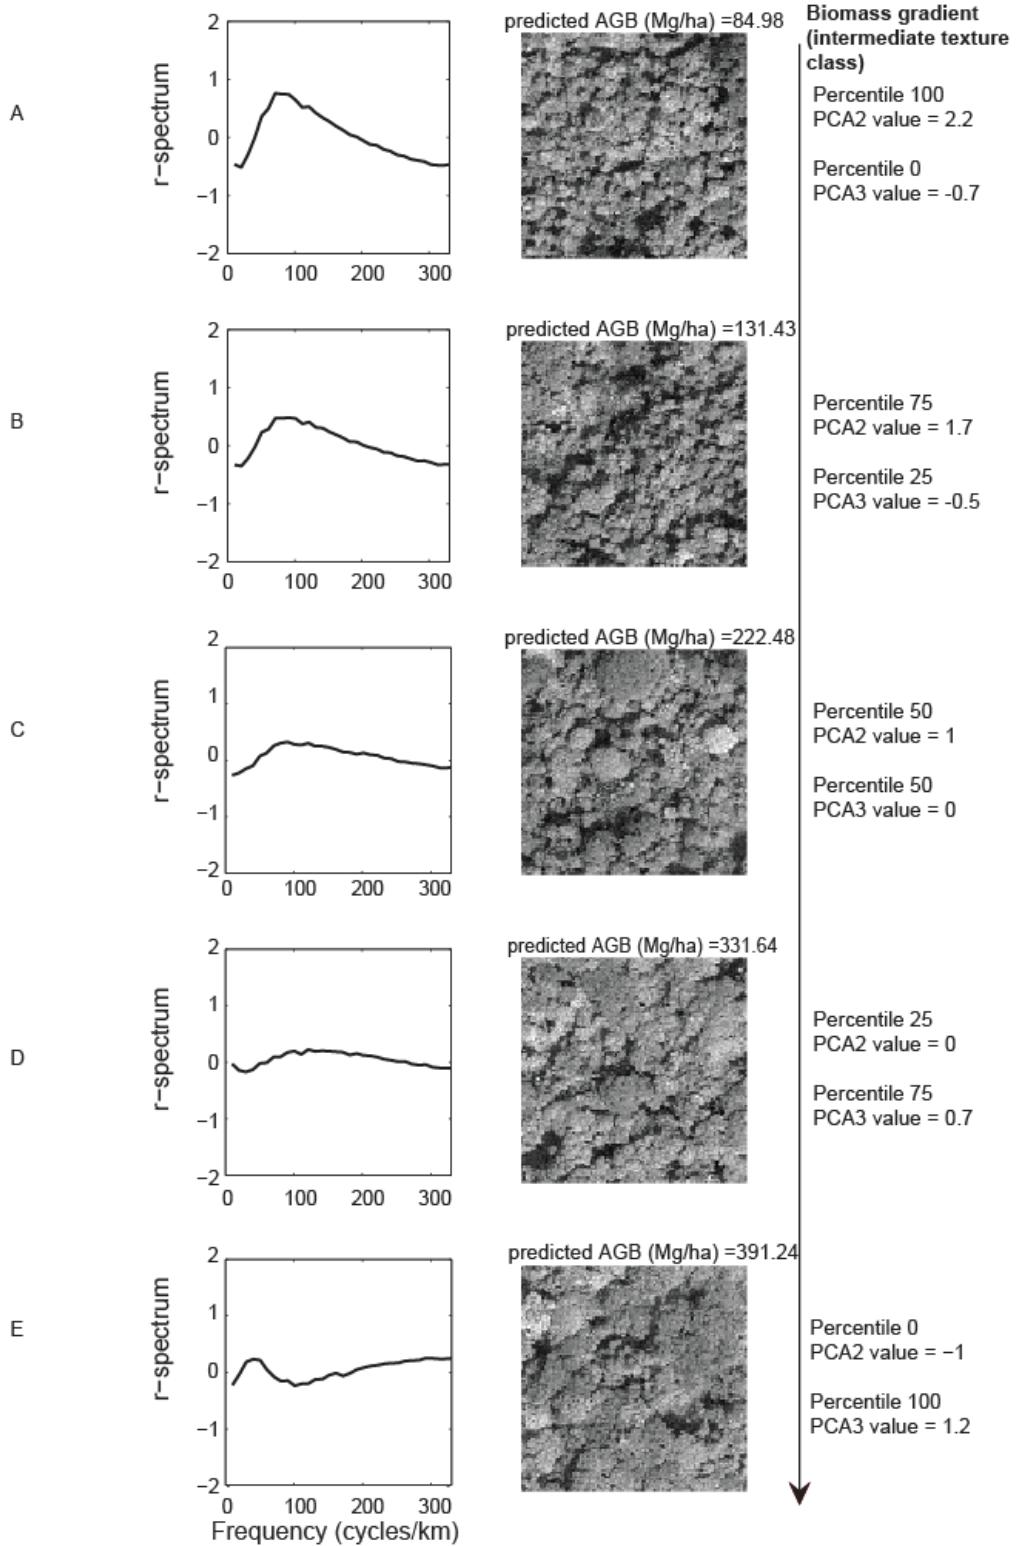 predicted AGB (Mg/ha) =84.98
Biomass gradient
(intermediate texture
class)
A
r-spectrum
2
1
0
−1
−2
0 100 200 300
Percentile 100
PCA2 value = 2.2
Percentile 0
PCA3 value = -0.7
predicted AGB (Mg/ha) =131.43
B
r-spectrum
2
1
0
−1
−2
0 100 200 300
Percentile 75
PCA2 value = 1.7
Percentile 25
PCA3 value = -0.5
predicted AGB (Mg/ha) =222.48
C
r-spectrum
2
1
0
−1
−2
0 100 200 300
Percentile 50
PCA2 value = 1
Percentile 50
PCA3 value = 0
predicted AGB (Mg/ha) =331.64
D
r-spectrum
2
1
0
−1
−2
0 100 200 300
Percentile 25
PCA2 value = 0
Percentile 75
PCA3 value = 0.7
predicted AGB (Mg/ha) =391.24
E
r-spectrum
2
1
0
−1
−2
0 100 200 300
Frequency (cycles/km)
Percentile 0
PCA2 value = −1
Percentile 100
PCA3 value = 1.2